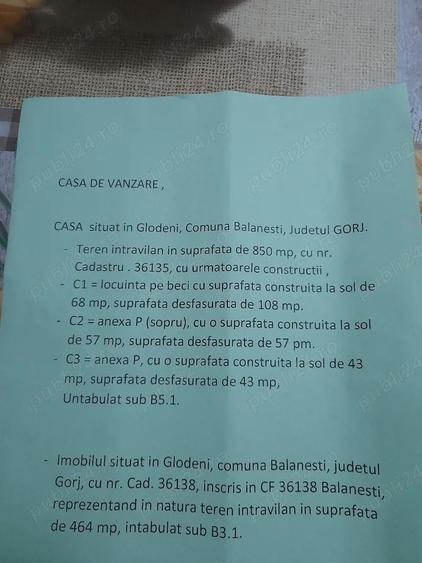 CASA DE VANZARE ,
CASA situat in Glodeni, Comuna Balanesti, Judetul GORJ.
- Teren intravilan in suprafata de 850 mp, cu nr.
Cadastru . 36135, cu urmatoarele constructii ,
- C1 = locuinta pe beci cu suprafata construita la sol de
68 mp, suprafata desfasurata de 108 mp.
- C2 = anexa P (sopru), cu o suprafata construita la sol
de 57 mp, suprafata desfasurata de 57 pm.
- C3 = anexa P, cu o suprafata construita la sol de 43
mp, suprafata desfasurata de 43 mp,
Untabulat sub B5.1.
- Imobilul situat in Glodeni, comuna Balanesti, judetul
Gorj, cu nr. Cad. 36138, inscris in CF 36138 Balanesti,
reprezentand in natura teren intravilan in suprafata
de 464 mp, intabulat sub B3.1.
publi24.ro